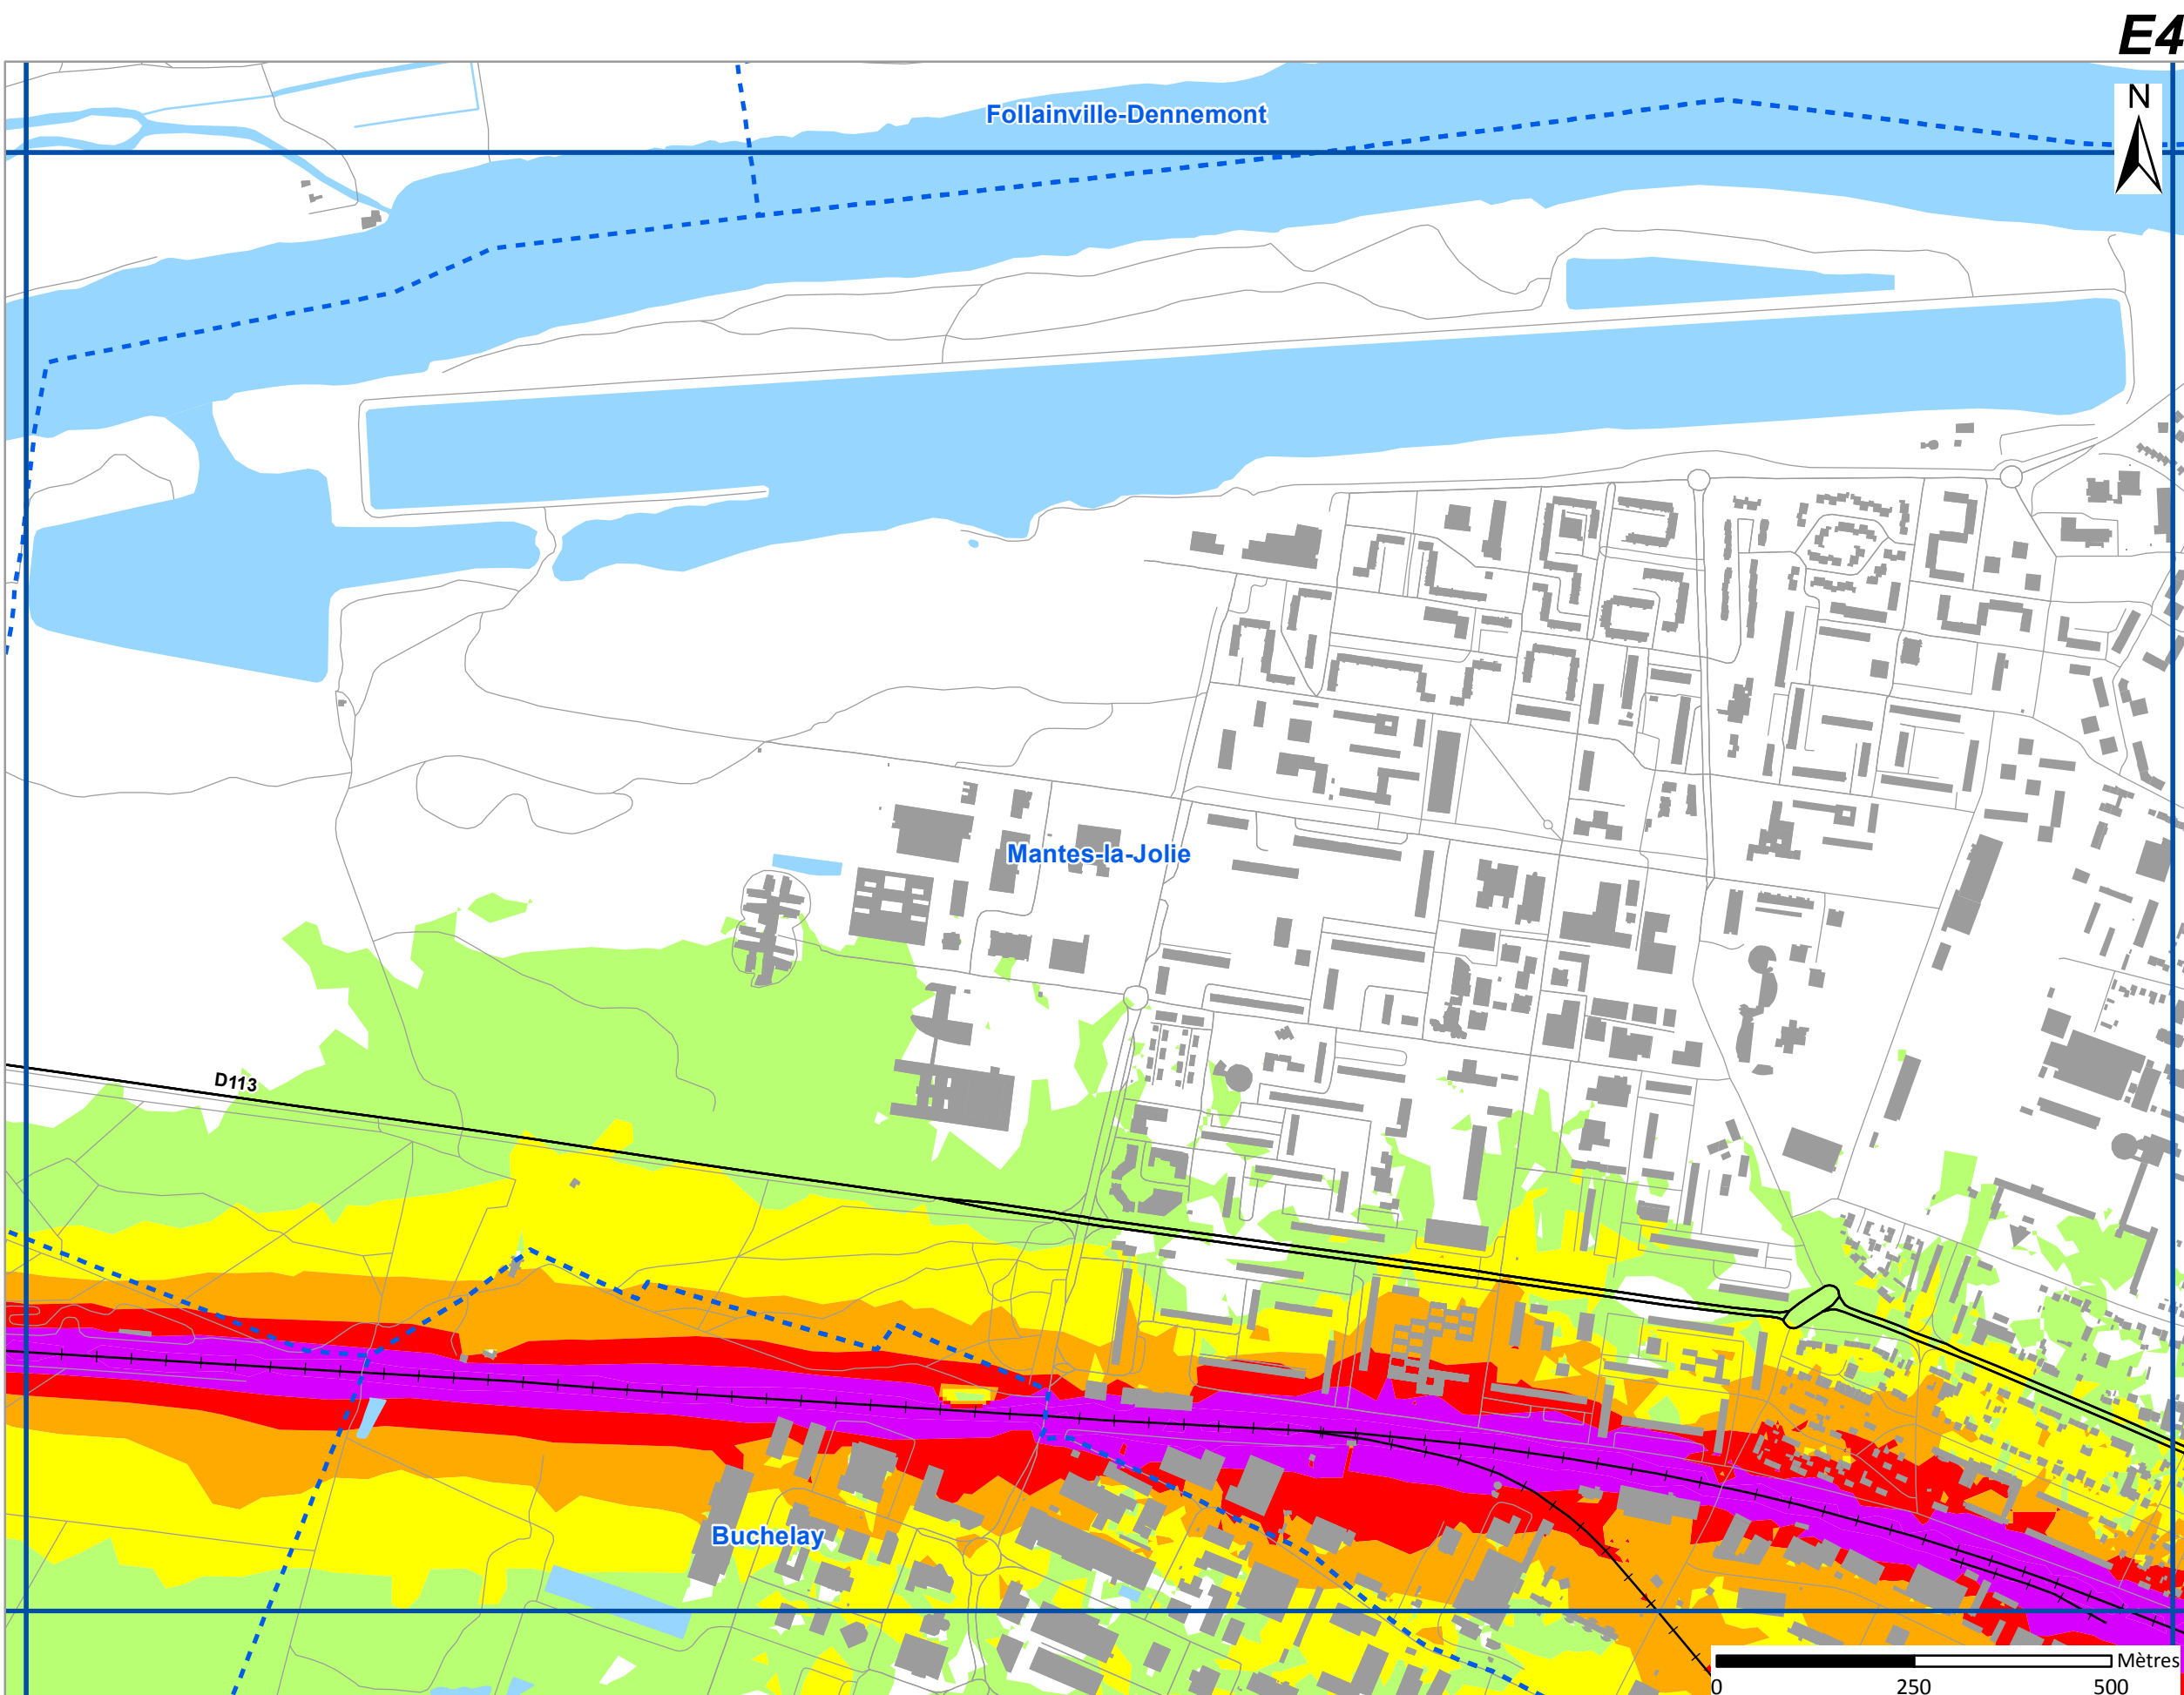 E4
N
Follainville-Dennemont
Mantes-la-Jolie
D113
Buchelay
Mètres
0 250 500